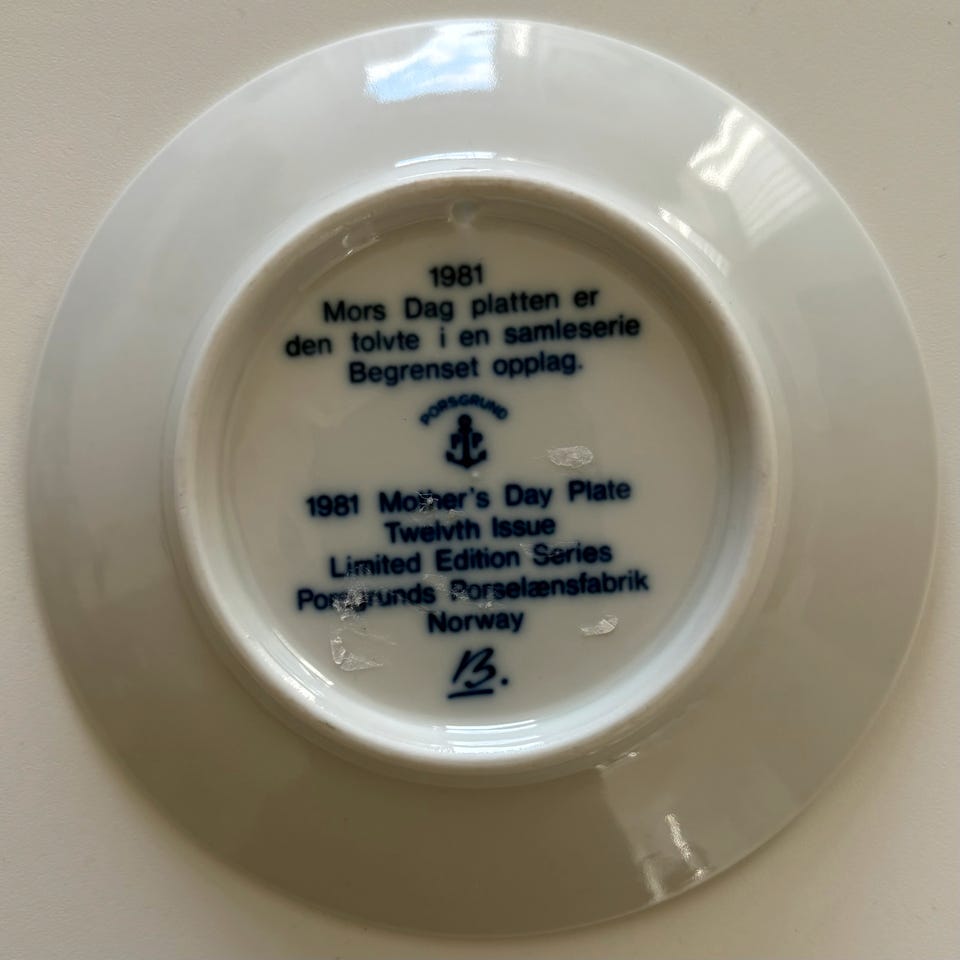 1981
Mors Dag platten er
den tolvte i en samleserie
Begrenset opplag.
PORSGRUND
P P
1981 Mother's Day Plate
Twelvth Issue
Limited Edition Series
Porsgrunds Porselænsfabrik
Norway
B.